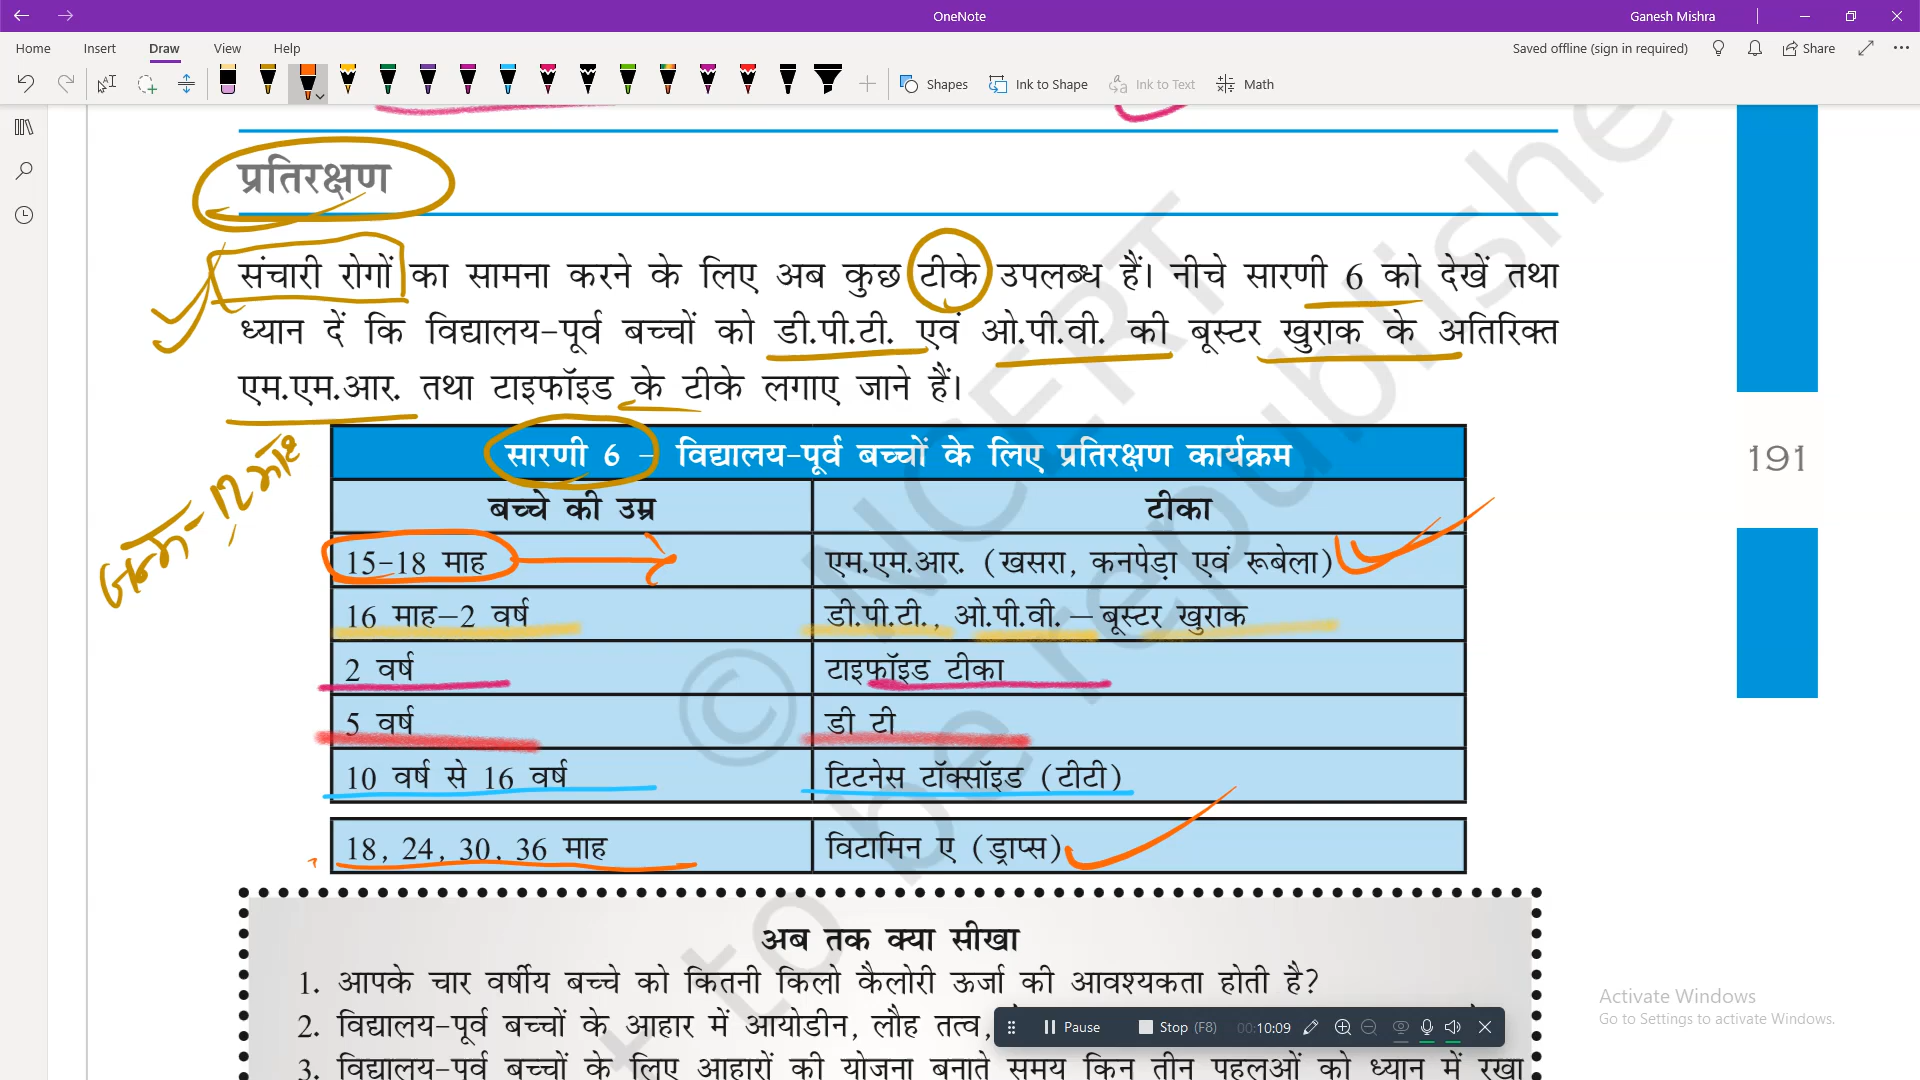 OneNote
Ganesh Mishra
Home Insert Draw View Help
Saved offline (sign in required)
Share
Shapes
Ink to Shape
Ink to Text
Math
प्रतिरक्षण
संचारी रोगों का सामना करने के लिए अब कुछ टीके उपलब्ध हैं। नीचे सारणी 6 को देखें तथा
ध्यान दें कि विद्यालय-पूर्व बच्चों को डी.पी.टी. एवं ओ.पी.वी. की बूस्टर खुराक के अतिरिक्त
एम.एम.आर. तथा टाइफॉइड के टीके लगाए जाने हैं।
जन्म - 12 माह
सारणी 6 – विद्यालय-पूर्व बच्चों के लिए प्रतिरक्षण कार्यक्रम
बच्चे की उम्र टीका
15-18 माह एम.एम.आर. (खसरा, कनपेड़ा एवं रूबेला)
16 माह–2 वर्ष डी.पी.टी., ओ.पी.वी. – बूस्टर खुराक
2 वर्ष टाइफॉइड टीका
5 वर्ष डी टी
10 वर्ष से 16 वर्ष टिटनेस टॉक्सॉइड (टीटी)
18, 24, 30, 36 माह विटामिन ए (ड्राप्स)
191
© NCERT
to be republishe
अब तक क्या सीखा
1. आपके चार वर्षीय बच्चे को कितनी किलो कैलोरी ऊर्जा की आवश्यकता होती है?
2. विद्यालय-पूर्व बच्चों के आहार में आयोडीन, लौह तत्व,
3. विद्यालय-पूर्व बच्चों के लिए आहारों की योजना बनाते समय किन तीन पहलुओं को ध्यान में रखा
Pause
Stop (F8)
00:10:09
Activate Windows
Go to Settings to activate Windows.